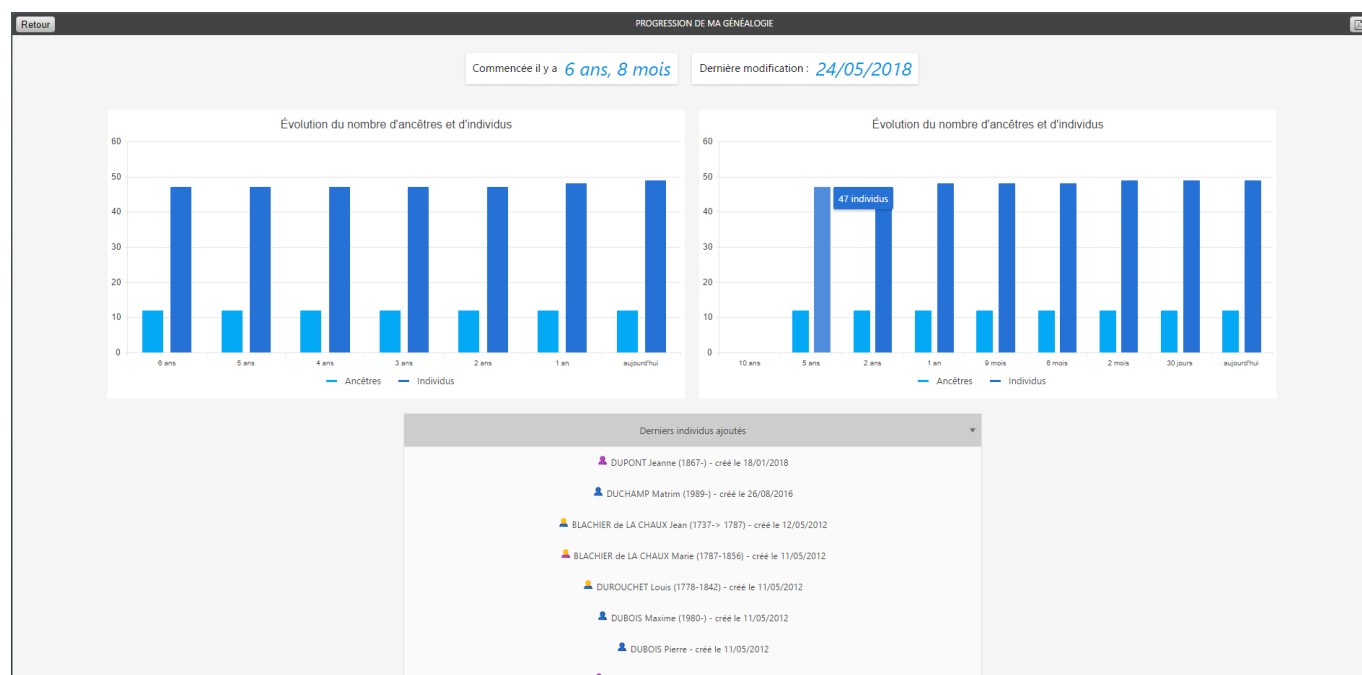 Retour
PROGRESSION DE MA GÉNÉALOGIE
Commencée il y a 6 ans, 8 mois
Dernière modification : 24/05/2018
Évolution du nombre d'ancêtres et d'individus
60
50
40
30
20
10
0
6 ans 5 ans 4 ans 3 ans 2 ans 1 an aujourd'hui
Ancêtres Individus
Évolution du nombre d'ancêtres et d'individus
60
50
40
30
20
10
0
47 individus
10 ans 5 ans 2 ans 1 an 9 mois 6 mois 2 mois 30 jours aujourd'hui
Ancêtres Individus
Derniers individus ajoutés
DUPONT Jeanne (1867-) - créé le 18/01/2018
DUCHAMP Matrim (1989-) - créé le 26/08/2016
BLACHIER de LA CHAUX Jean (1737-> 1787) - créé le 12/05/2012
BLACHIER de LA CHAUX Marie (1787-1856) - créé le 11/05/2012
DUROUCHET Louis (1778-1842) - créé le 11/05/2012
DUBOIS Maxime (1980-) - créé le 11/05/2012
DUBOIS Pierre - créé le 11/05/2012